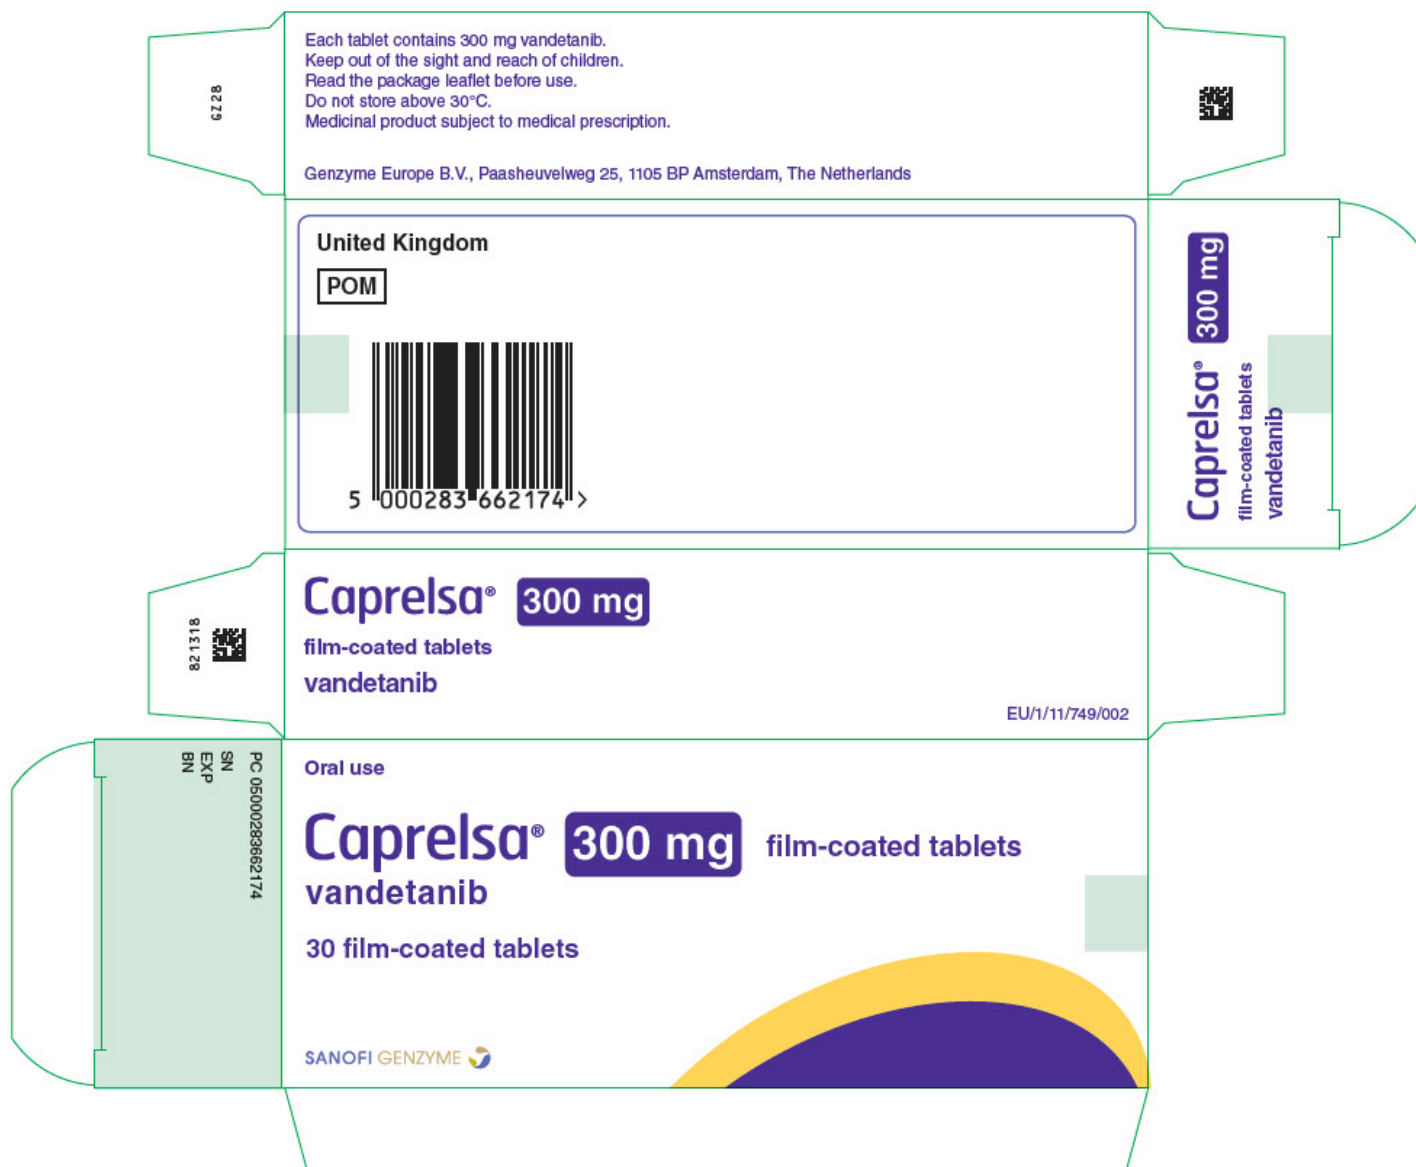 Each tablet contains 300 mg vandetanib.
Keep out of the sight and reach of children.
Read the package leaflet before use.
Do not store above 30°C.
Medicinal product subject to medical prescription.
Genzyme Europe B.V., Paasheuvelweg 25, 1105 BP Amsterdam, The Netherlands
GZ28
United Kingdom
POM
5 000283 662174 >
Caprelsa® 300 mg
film-coated tablets
vandetanib
821318
Caprelsa® 300 mg
film-coated tablets
vandetanib
EU/1/11/749/002
PC 05000283662174
SN
EXP
BN
Oral use
Caprelsa® 300 mg film-coated tablets
vandetanib
30 film-coated tablets
SANOFI GENZYME